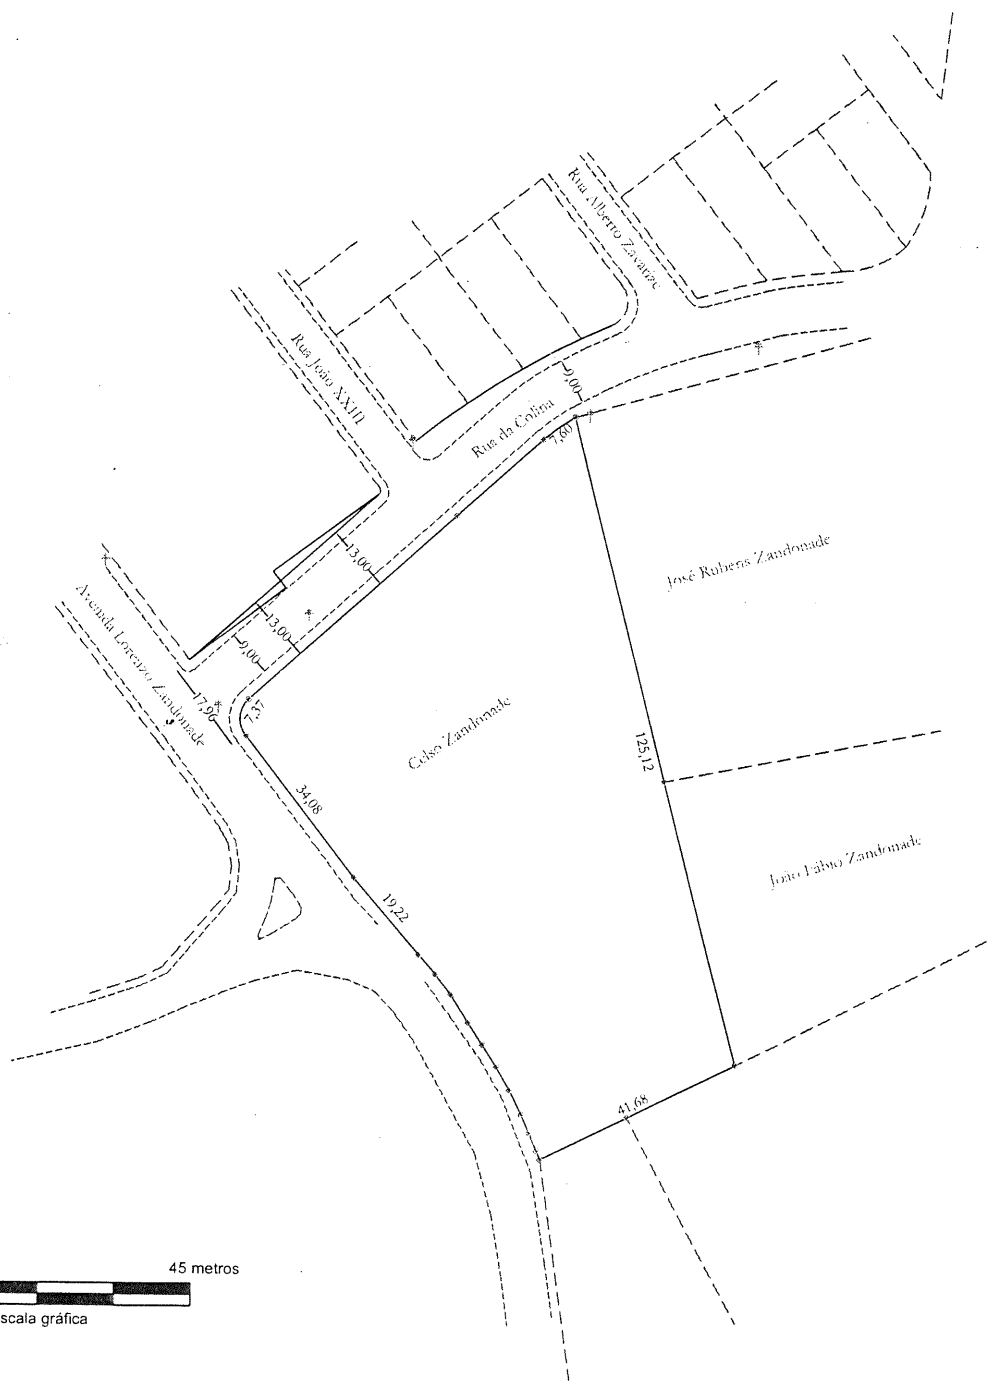 Rua Alberto Zavarize
Rua João XXIII
9,00
Rua da Colina
7,60
13,00
José Rubens Zandonade
Avenida Lorenzo Zandonade
13,00
9,00
17,96
7,37
Celso Zandonade
125,12
34,08
João Fábio Zandonade
19,22
41,68
45 metros
scala gráfica